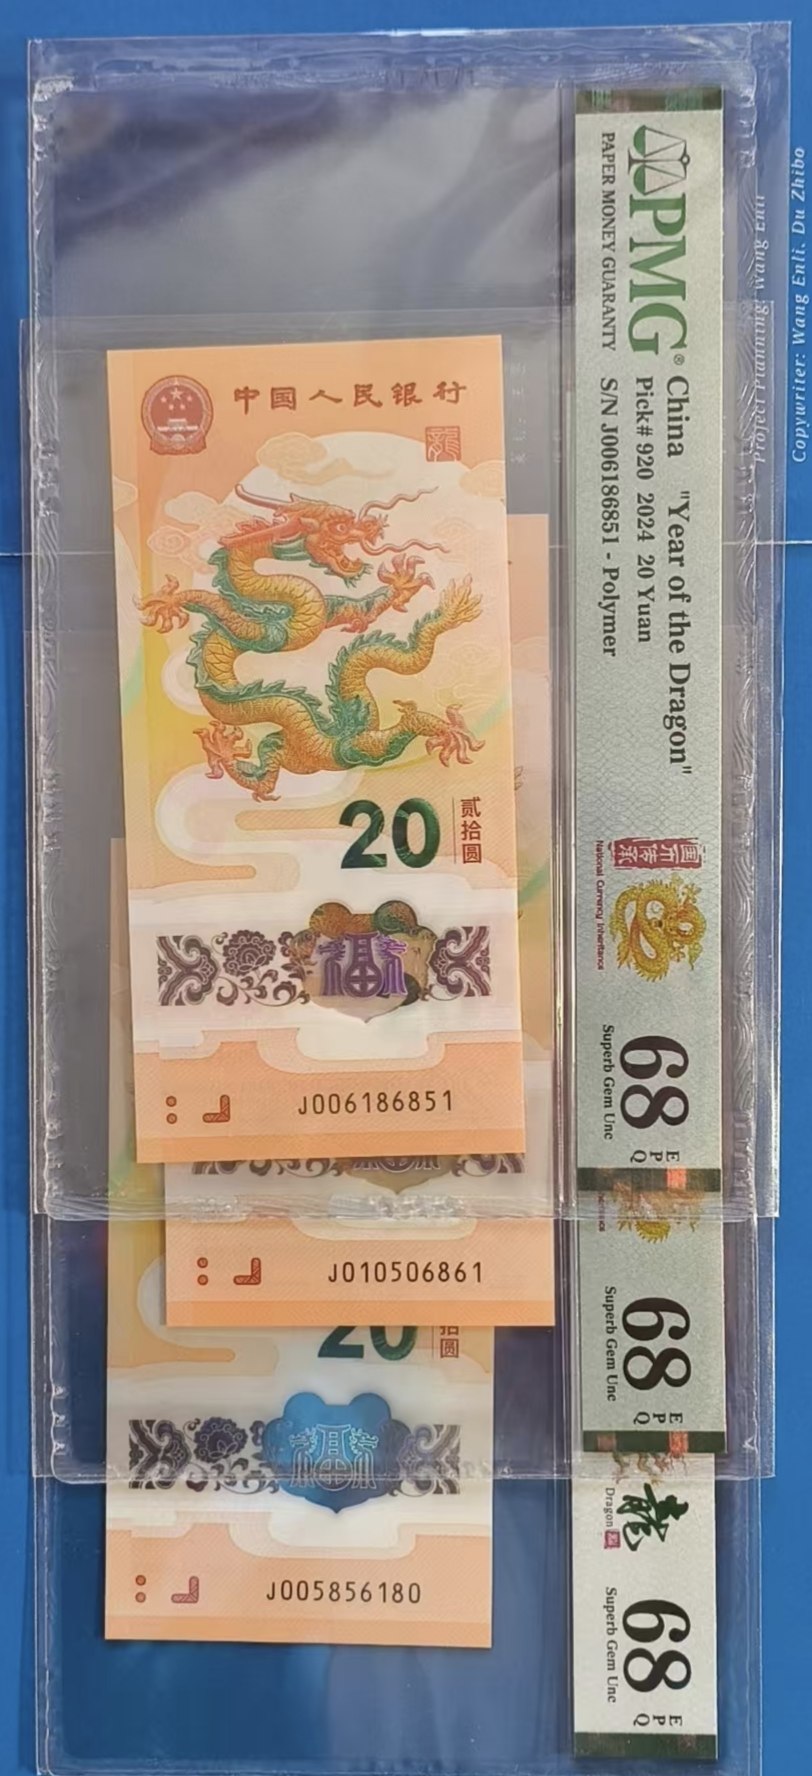 中国人民银行
龍
20
贰拾圆
福
J006186851
J010506861
20
拾圆
福
J005856180
PMG®
PAPER MONEY GUARANTY
China "Year of the Dragon"
Pick# 920 2024 20 Yuan
S/N J006186851 - Polymer
国币传承
National Currency Inheritance
68 EPQ
Superb Gem Unc
68 EPQ
Superb Gem Unc
龍
Dragon
68 EPQ
Superb Gem Unc
Project Planning: Wang Enli
Copywriter: Wang Enli, Du Zhibo